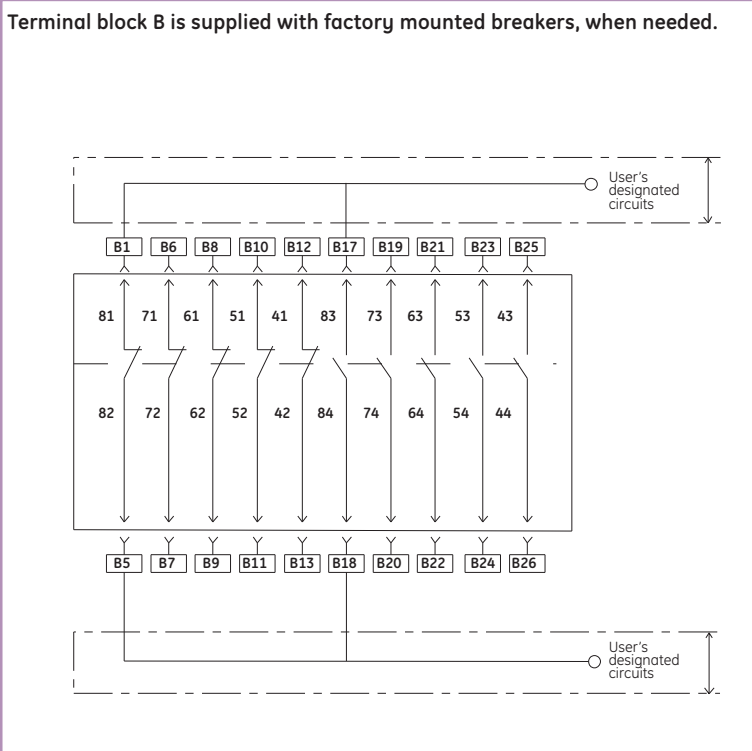 Terminal block B is supplied with factory mounted breakers, when needed.
User's
designated
circuits
B1 B6 B8 B10 B12 B17 B19 B21 B23 B25
81 71 61 51 41 83 73 63 53 43
82 72 62 52 42 84 74 64 54 44
B5 B7 B9 B11 B13 B18 B20 B22 B24 B26
User's
designated
circuits